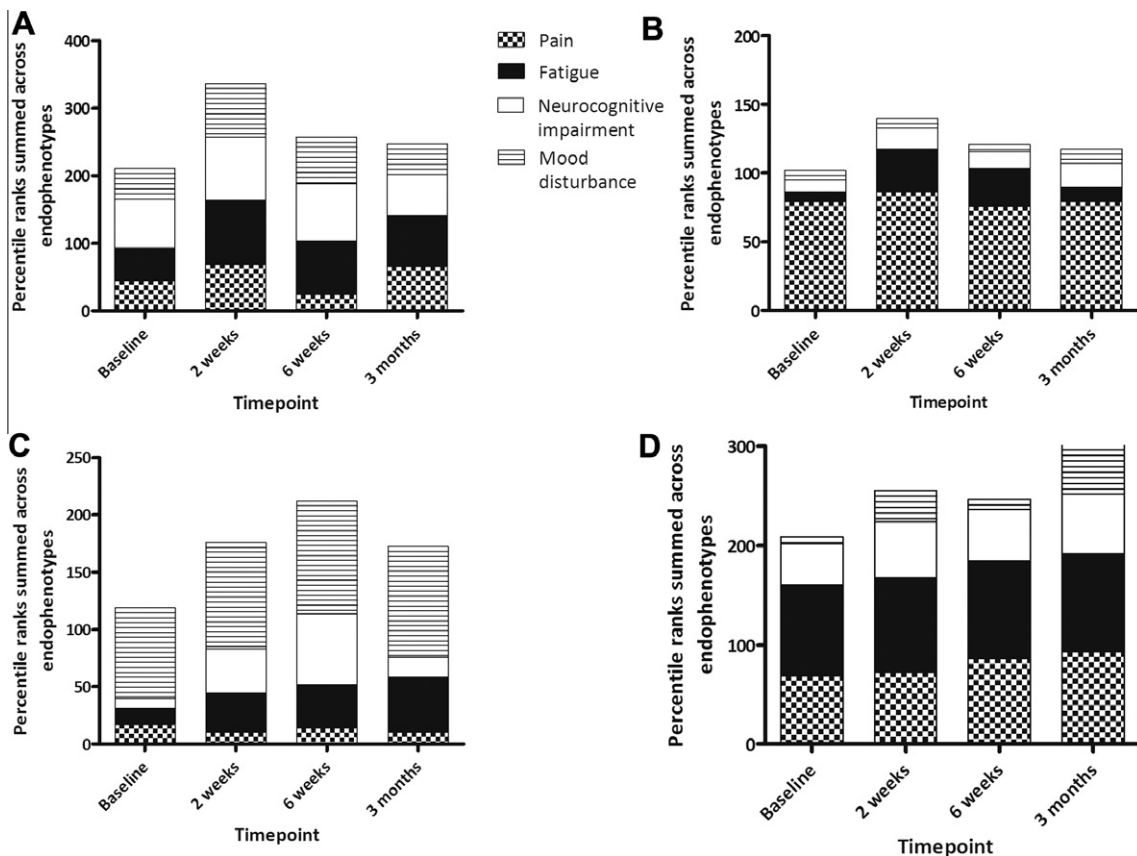 A
Percentile ranks summed across
endophenotypes
400
300
200
100
0
Baseline
2 weeks
6 weeks
3 months
Timepoint
Pain
Fatigue
Neurocognitive
impairment
Mood
disturbance
B
Percentile ranks summed across
endophenotypes
200
150
100
50
0
Baseline
2 weeks
6 weeks
3 months
Timepoint
C
Percentile ranks summed across
endophenotypes
250
200
150
100
50
0
Baseline
2 weeks
6 weeks
3 months
Timepoint
D
Percentile ranks summed across
endophenotypes
300
200
100
0
Baseline
2 weeks
6 weeks
3 months
Timepoint